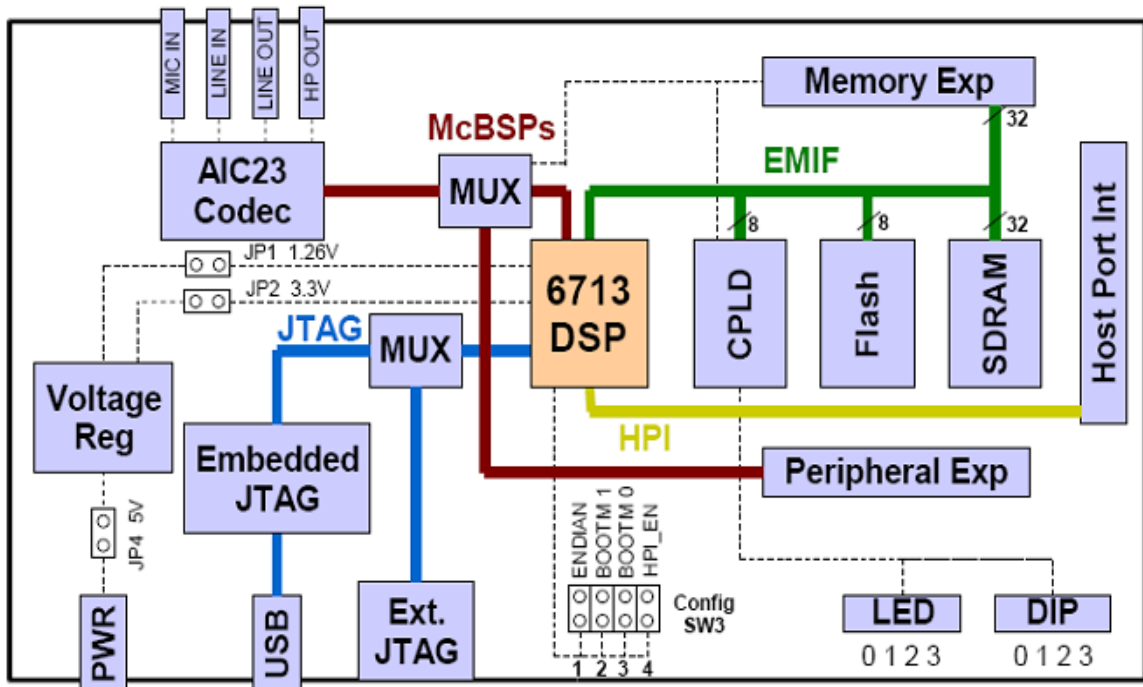 MIC IN
LINE IN
LINE OUT
HP OUT
Memory Exp
32
McBSPs
EMIF
AIC23
Codec
MUX
8
8
32
JP1 1.26V
JP2 3.3V
6713
DSP
CPLD
Flash
SDRAM
Host Port Int
JTAG
MUX
Voltage
Reg
HPI
Embedded
JTAG
Peripheral Exp
JP4 5V
ENDIAN
BOOTM 1
BOOTM 0
HPI_EN
Config
SW3
PWR
USB
Ext.
JTAG
1 2 3 4
LED
0 1 2 3
DIP
0 1 2 3